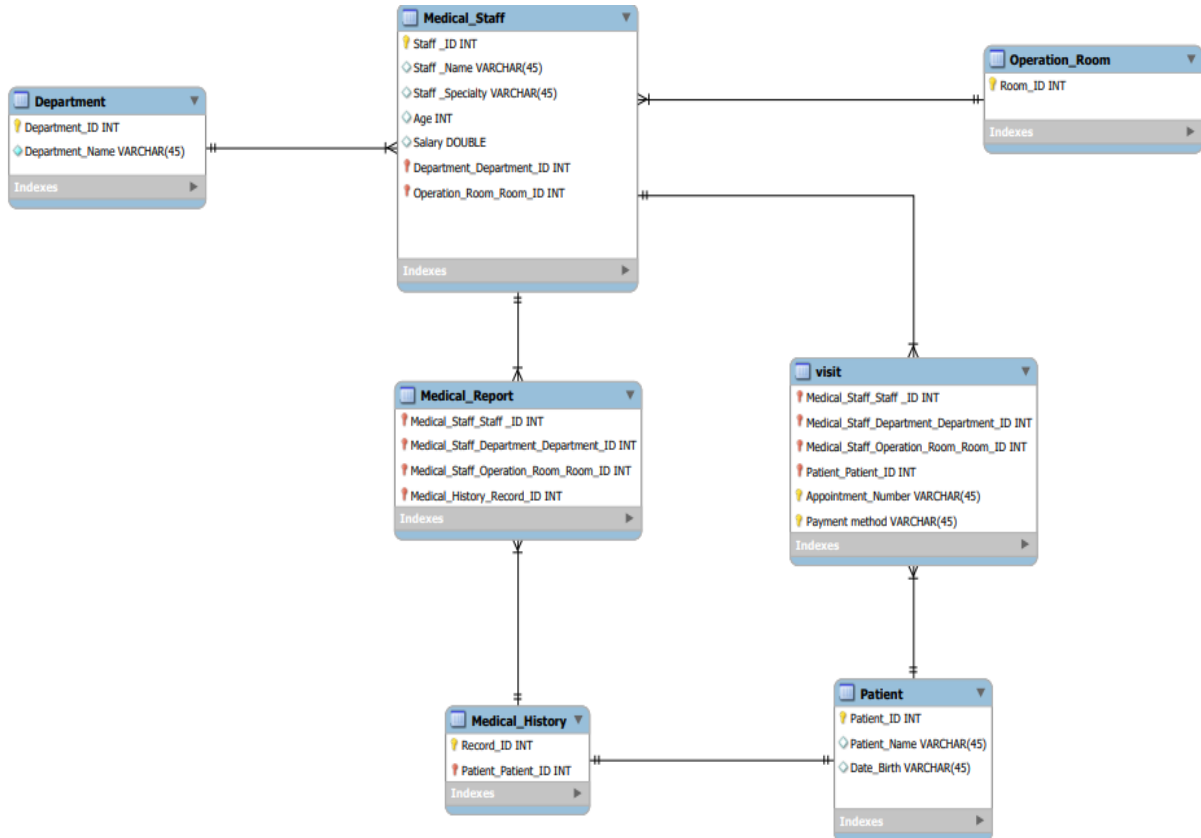 Medical_Staff
Staff _ID INT
Staff _Name VARCHAR(45)
Staff _Specialty VARCHAR(45)
Age INT
Salary DOUBLE
Department_Department_ID INT
Operation_Room_Room_ID INT
Indexes
Operation_Room
Room_ID INT
Indexes
Department
Department_ID INT
Department_Name VARCHAR(45)
Indexes
Medical_Report
Medical_Staff_Staff _ID INT
Medical_Staff_Department_Department_ID INT
Medical_Staff_Operation_Room_Room_ID INT
Medical_History_Record_ID INT
Indexes
visit
Medical_Staff_Staff _ID INT
Medical_Staff_Department_Department_ID INT
Medical_Staff_Operation_Room_Room_ID INT
Patient_Patient_ID INT
Appointment_Number VARCHAR(45)
Payment method VARCHAR(45)
Indexes
Medical_History
Record_ID INT
Patient_Patient_ID INT
Indexes
Patient
Patient_ID INT
Patient_Name VARCHAR(45)
Date_Birth VARCHAR(45)
Indexes